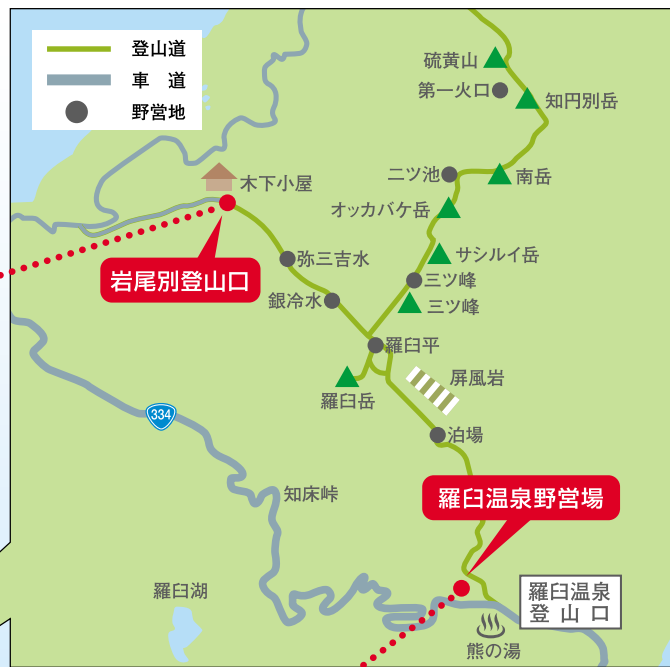 登山道
車　道
野営地
硫黄山
第一火口
知円別岳
二ツ池
南岳
木下小屋
オッカバケ岳
サシルイ岳
弥三吉水
岩尾別登山口
三ツ峰
銀冷水
三ツ峰
羅臼平
屏風岩
羅臼岳
334
泊場
知床峠
羅臼温泉野営場
羅臼湖
羅臼温泉
登 山 口
熊の湯